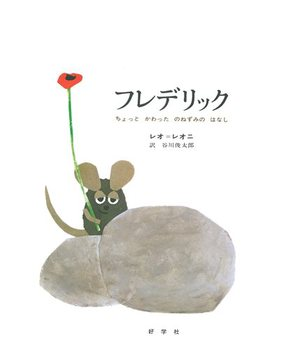 フレデリック
ちょっと かわった のねずみの はなし
レオ＝レオニ
訳 谷川俊太郎
好学社